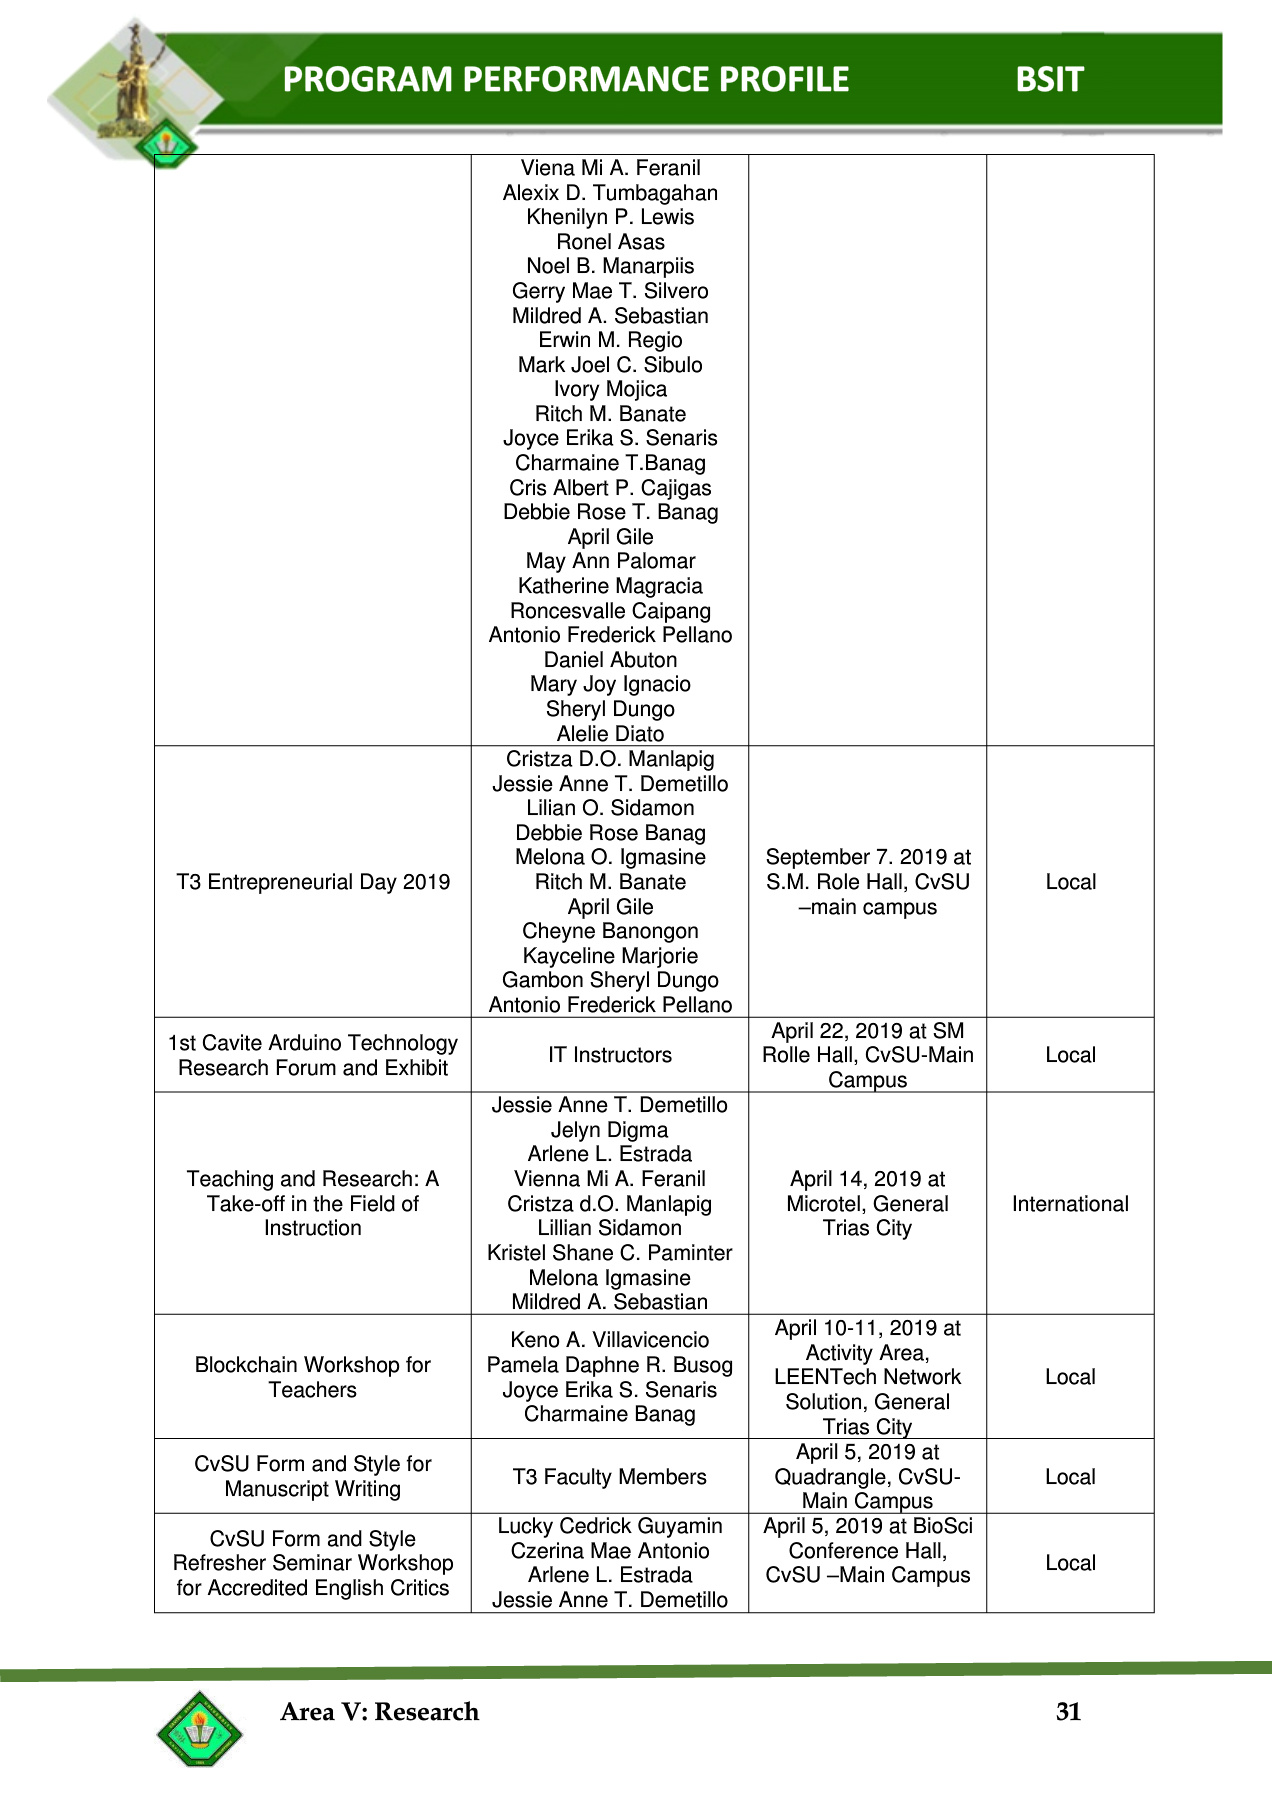 PROGRAM PERFORMANCE PROFILE BSIT
Viena Mi A. Feranil
Alexix D. Tumbagahan
Khenilyn P. Lewis
Ronel Asas
Noel B. Manarpiis
Gerry Mae T. Silvero
Mildred A. Sebastian
Erwin M. Regio
Mark Joel C. Sibulo
Ivory Mojica
Ritch M. Banate
Joyce Erika S. Senaris
Charmaine T.Banag
Cris Albert P. Cajigas
Debbie Rose T. Banag
April Gile
May Ann Palomar
Katherine Magracia
Roncesvalle Caipang
Antonio Frederick Pellano
Daniel Abuton
Mary Joy Ignacio
Sheryl Dungo
Alelie Diato
T3 Entrepreneurial Day 2019
Cristza D.O. Manlapig
Jessie Anne T. Demetillo
Lilian O. Sidamon
Debbie Rose Banag
Melona O. Igmasine
Ritch M. Banate
April Gile
Cheyne Banongon
Kayceline Marjorie
Gambon Sheryl Dungo
Antonio Frederick Pellano
September 7. 2019 at
S.M. Role Hall, CvSU
–main campus
Local
1st Cavite Arduino Technology
Research Forum and Exhibit
IT Instructors
April 22, 2019 at SM
Rolle Hall, CvSU-Main
Campus
Local
Teaching and Research: A
Take-off in the Field of
Instruction
Jessie Anne T. Demetillo
Jelyn Digma
Arlene L. Estrada
Vienna Mi A. Feranil
Cristza d.O. Manlapig
Lillian Sidamon
Kristel Shane C. Paminter
Melona Igmasine
Mildred A. Sebastian
April 14, 2019 at
Microtel, General
Trias City
International
Blockchain Workshop for
Teachers
Keno A. Villavicencio
Pamela Daphne R. Busog
Joyce Erika S. Senaris
Charmaine Banag
April 10-11, 2019 at
Activity Area,
LEENTech Network
Solution, General
Trias City
Local
CvSU Form and Style for
Manuscript Writing
T3 Faculty Members
April 5, 2019 at
Quadrangle, CvSU-
Main Campus
Local
CvSU Form and Style
Refresher Seminar Workshop
for Accredited English Critics
Lucky Cedrick Guyamin
Czerina Mae Antonio
Arlene L. Estrada
Jessie Anne T. Demetillo
April 5, 2019 at BioSci
Conference Hall,
CvSU –Main Campus
Local
Area V: Research 31